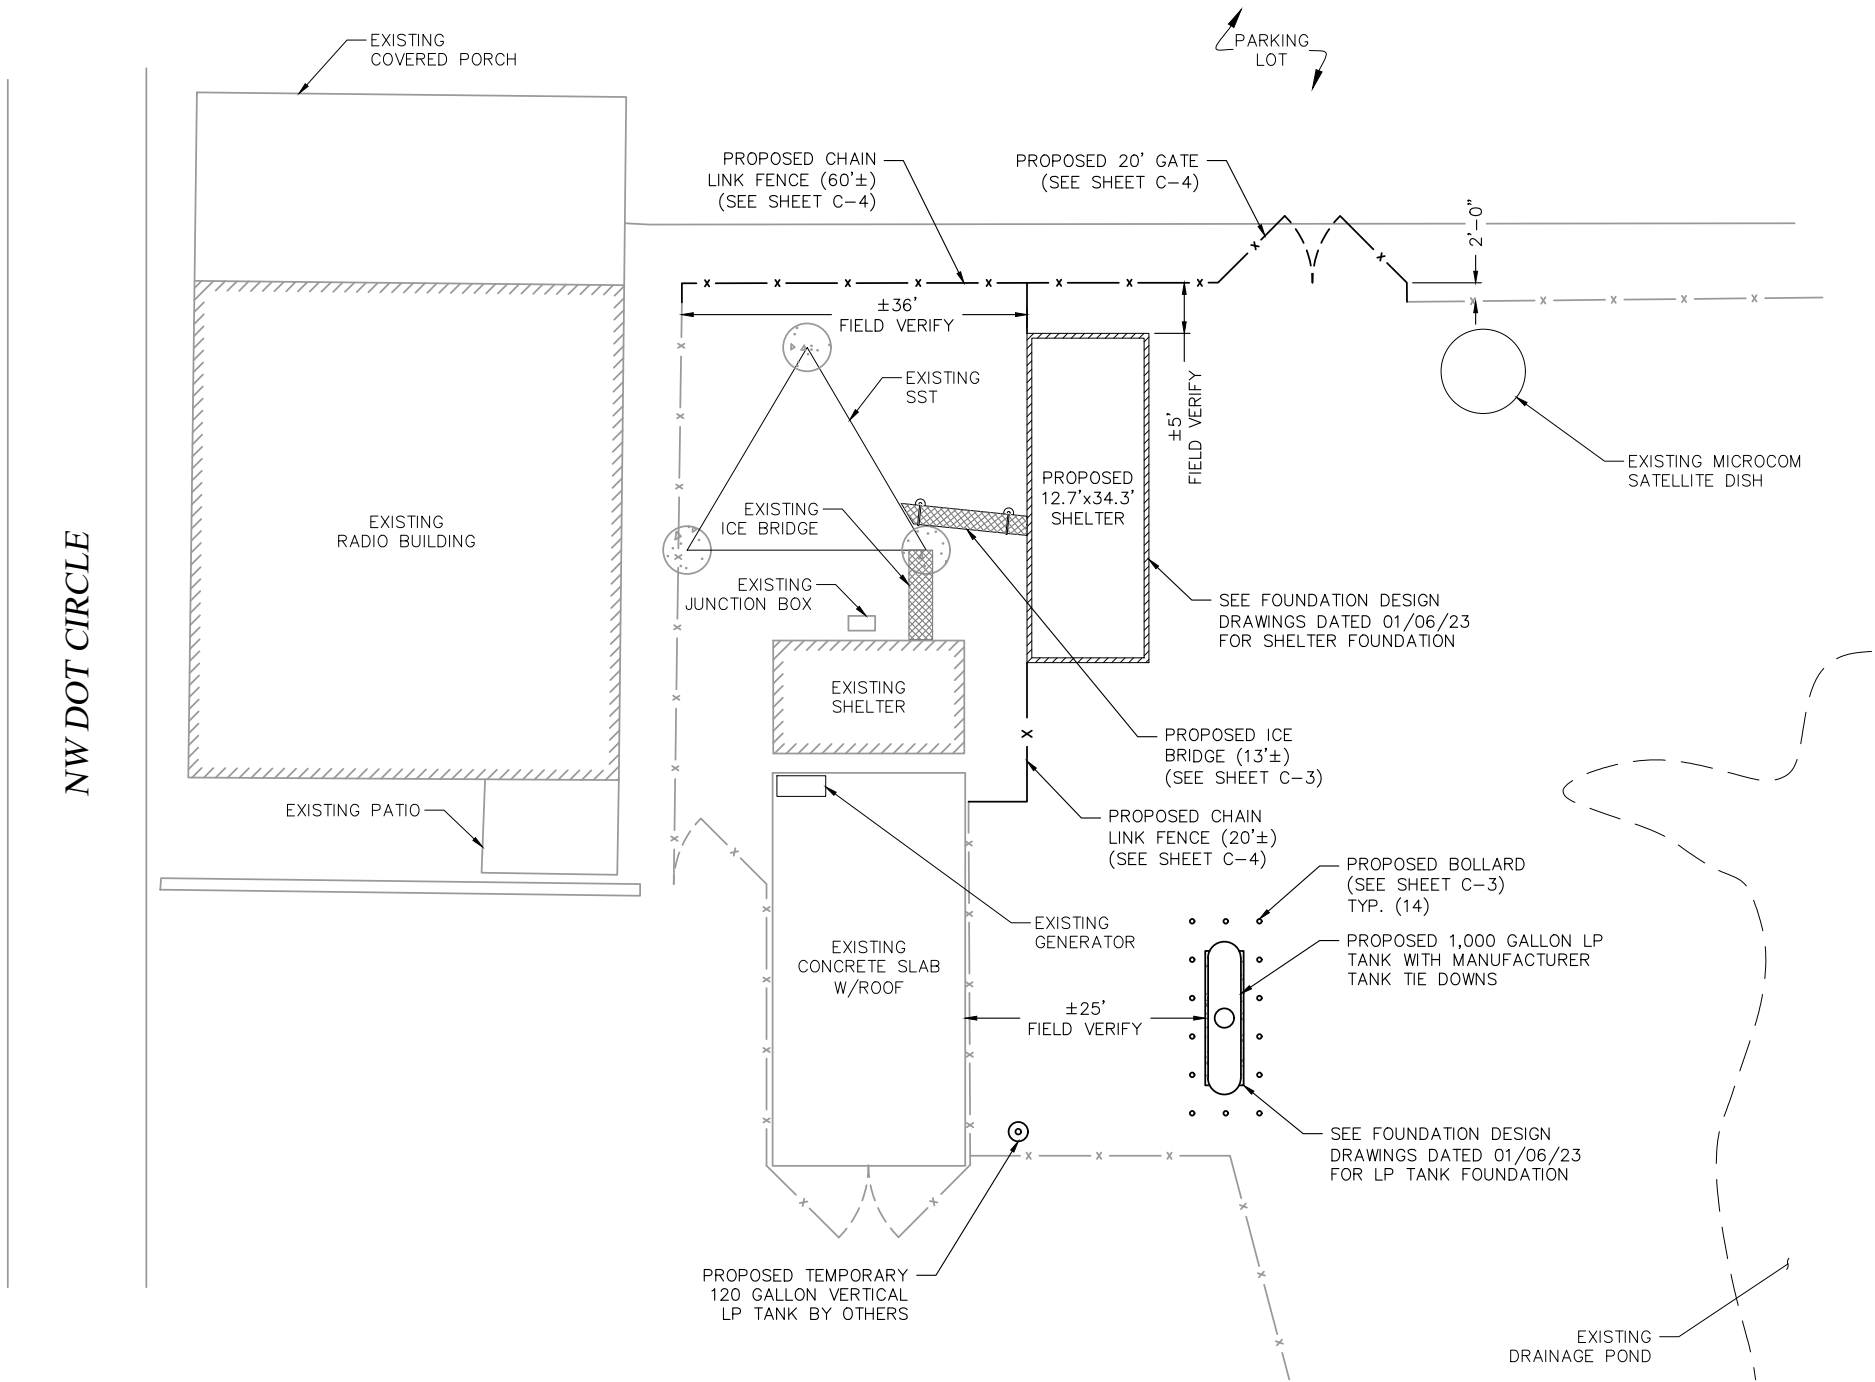 EXISTING
COVERED PORCH
PARKING
LOT
PROPOSED CHAIN
LINK FENCE (60'±)
(SEE SHEET C-4)
PROPOSED 20' GATE
(SEE SHEET C-4)
2'-0"
±36'
FIELD VERIFY
EXISTING
SST
±5'
FIELD VERIFY
EXISTING MICROCOM
SATELLITE DISH
PROPOSED
12.7'x34.3'
SHELTER
EXISTING
ICE BRIDGE
EXISTING
RADIO BUILDING
NW DOT CIRCLE
EXISTING
JUNCTION BOX
SEE FOUNDATION DESIGN
DRAWINGS DATED 01/06/23
FOR SHELTER FOUNDATION
EXISTING
SHELTER
PROPOSED ICE
BRIDGE (13'±)
(SEE SHEET C-3)
EXISTING PATIO
PROPOSED CHAIN
LINK FENCE (20'±)
(SEE SHEET C-4)
PROPOSED BOLLARD
(SEE SHEET C-3)
TYP. (14)
EXISTING
GENERATOR
EXISTING
CONCRETE SLAB
W/ROOF
PROPOSED 1,000 GALLON LP
TANK WITH MANUFACTURER
TANK TIE DOWNS
±25'
FIELD VERIFY
SEE FOUNDATION DESIGN
DRAWINGS DATED 01/06/23
FOR LP TANK FOUNDATION
PROPOSED TEMPORARY
120 GALLON VERTICAL
LP TANK BY OTHERS
EXISTING
DRAINAGE POND